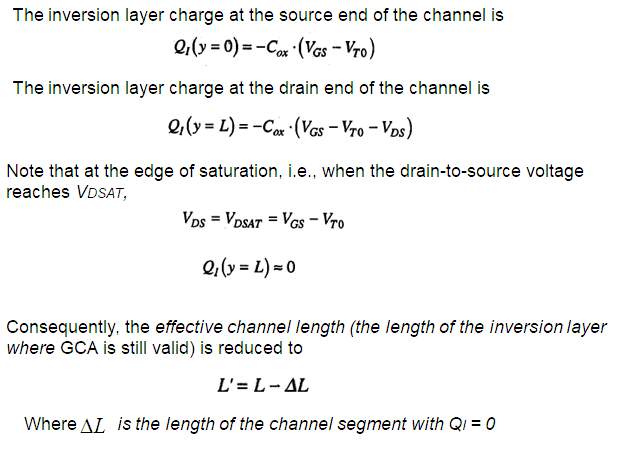 The inversion layer charge at the source end of the channel is
Q_I(y = 0) = −C_ox ·(V_GS − V_T0)
The inversion layer charge at the drain end of the channel is
Q_I(y = L) = −C_ox ·(V_GS − V_T0 − V_DS)
Note that at the edge of saturation, i.e., when the drain-to-source voltage
reaches VDSAT,
V_DS = V_DSAT = V_GS − V_T0
Q_I(y = L) ≈ 0
Consequently, the effective channel length (the length of the inversion layer
where GCA is still valid) is reduced to
L' = L − ΔL
Where ΔL is the length of the channel segment with QI = 0